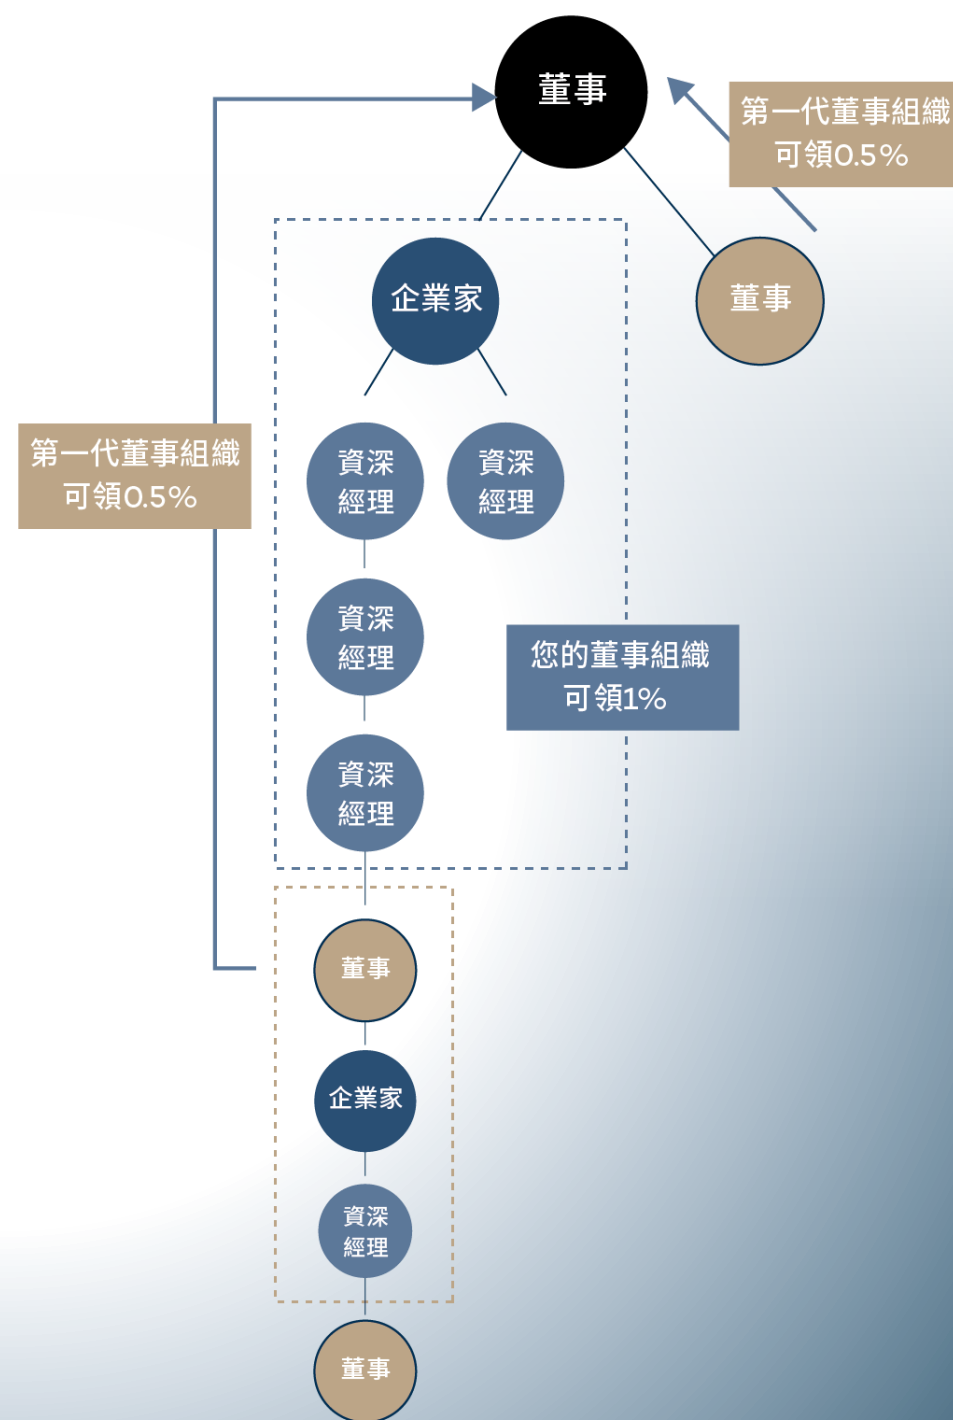 董事
第一代董事組織
可領0.5%
企業家
董事
第一代董事組織
可領0.5%
資深
經理
資深
經理
資深
經理
您的董事組織
可領1%
資深
經理
董事
企業家
資深
經理
董事